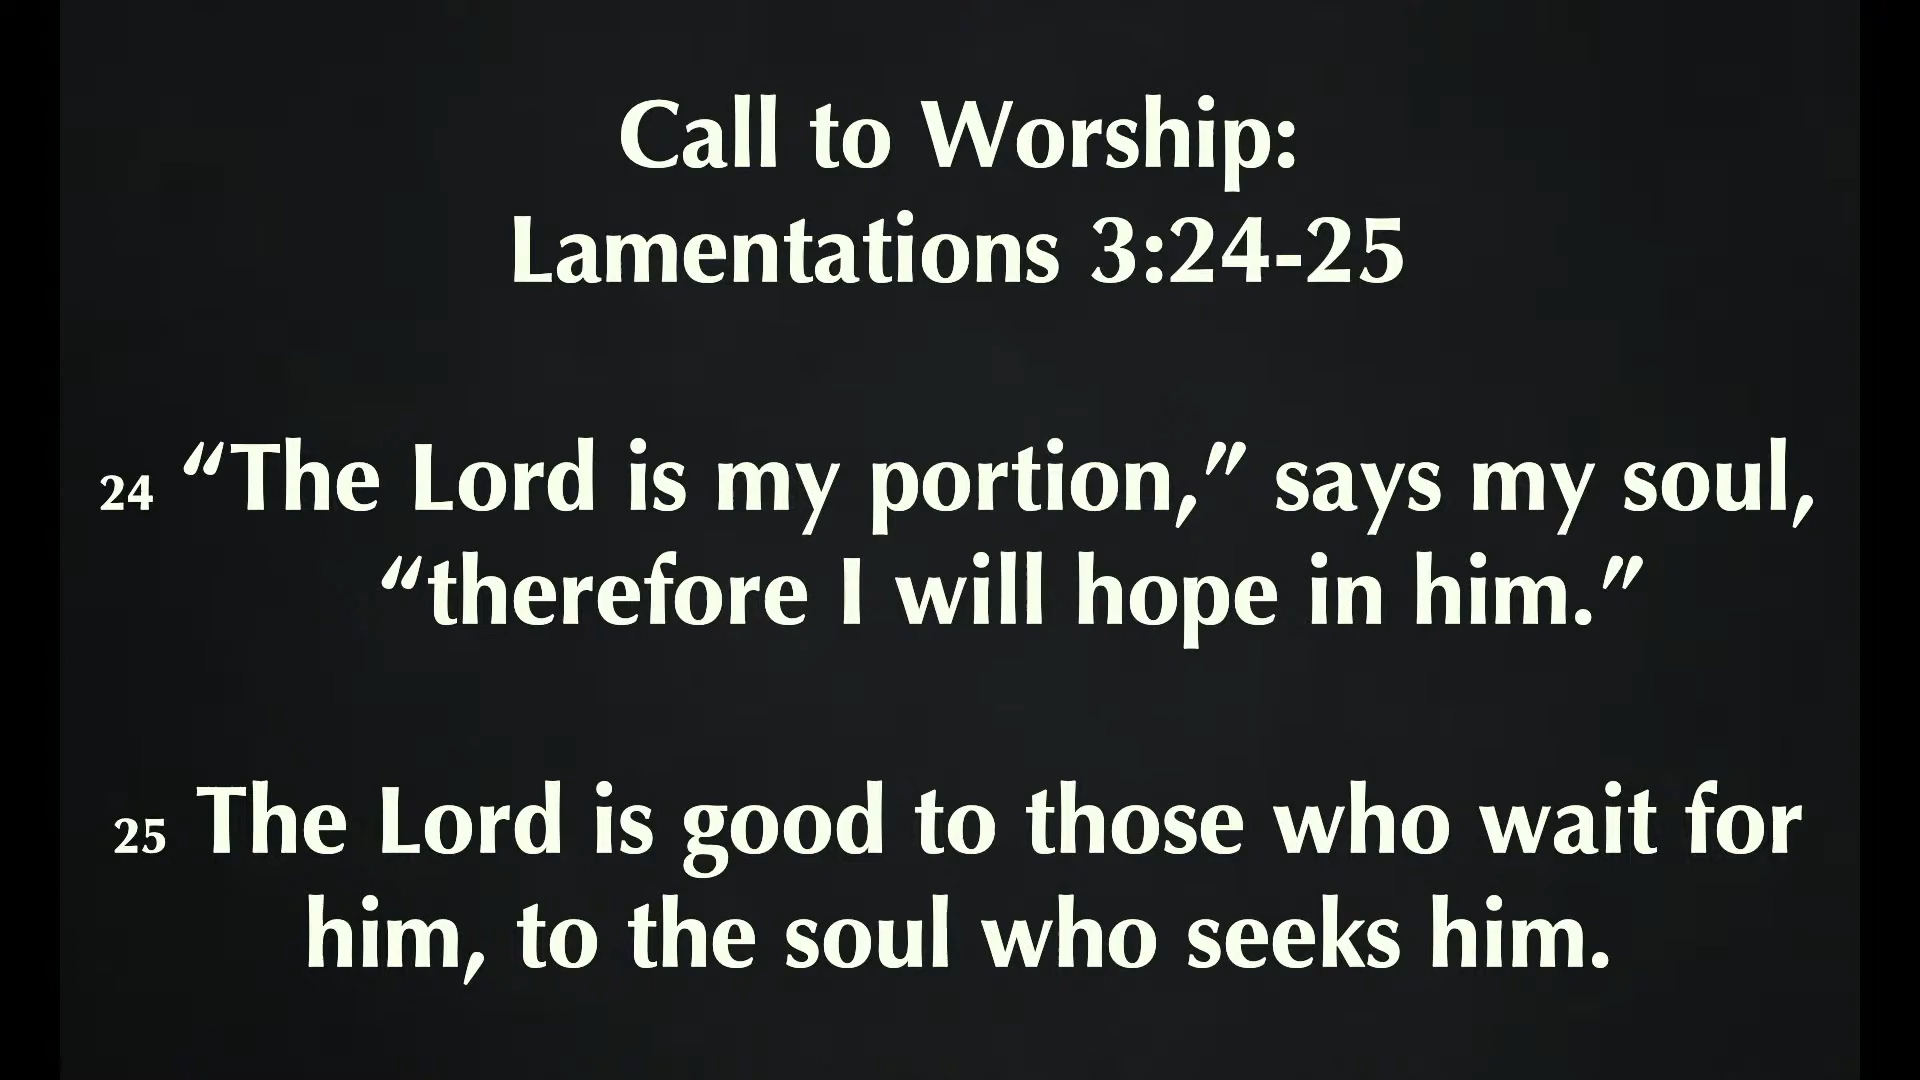 Call to Worship:
Lamentations 3:24-25
24 “The Lord is my portion,” says my soul,
“therefore I will hope in him.”
25 The Lord is good to those who wait for
him, to the soul who seeks him.